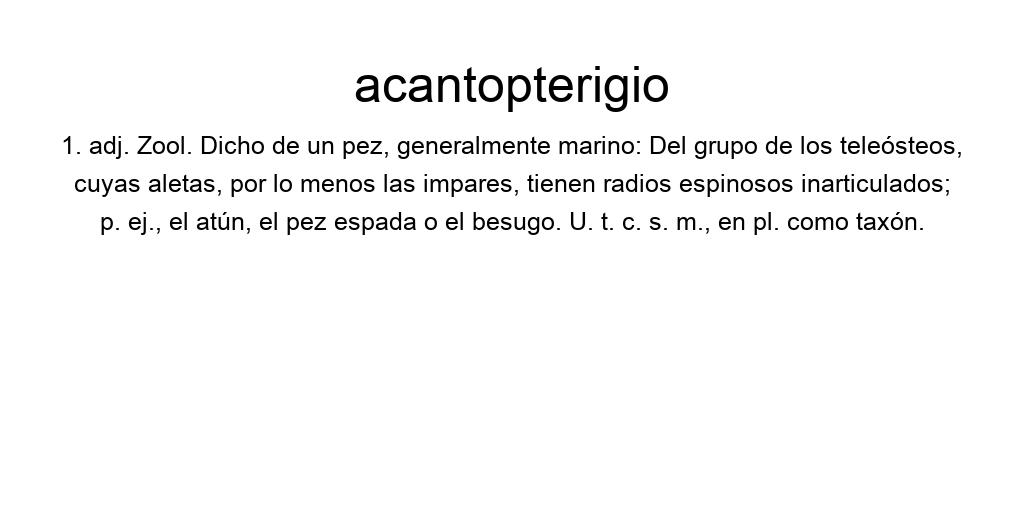 acantopterigio
1. adj. Zool. Dicho de un pez, generalmente marino: Del grupo de los teleósteos,
cuyas aletas, por lo menos las impares, tienen radios espinosos inarticulados;
p. ej., el atún, el pez espada o el besugo. U. t. c. s. m., en pl. como taxón.